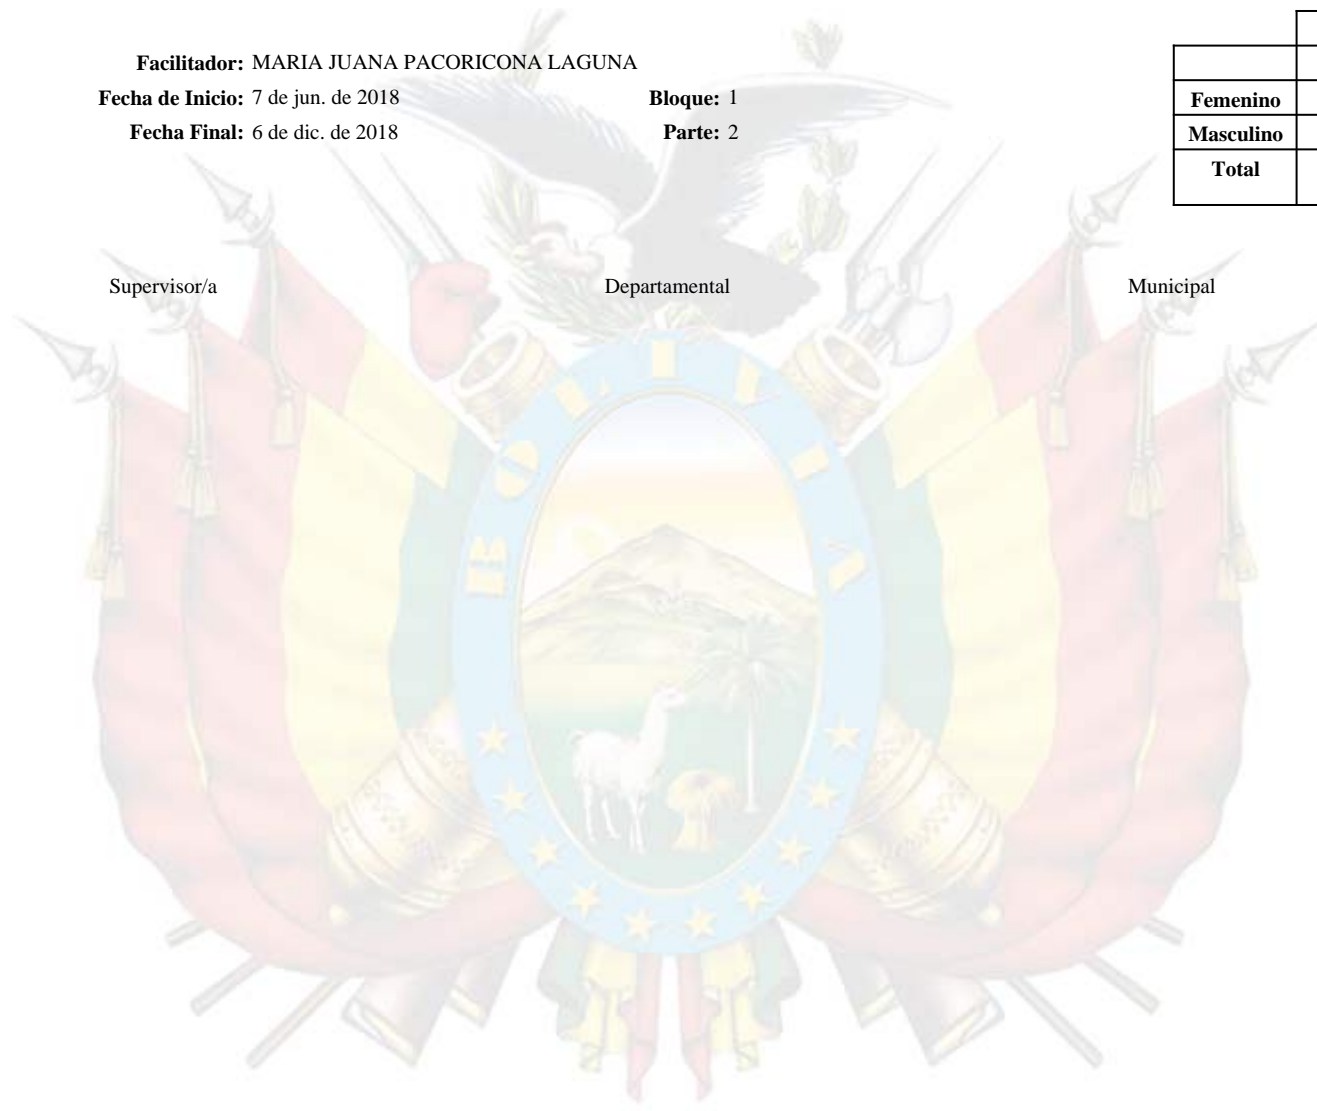 Facilitador: MARIA JUANA PACORICONA LAGUNA
Fecha de Inicio: 7 de jun. de 2018 Bloque: 1
Fecha Final: 6 de dic. de 2018 Parte: 2
Femenino
Masculino
Total
Supervisor/a Departamental Municipal
BOLIVIA